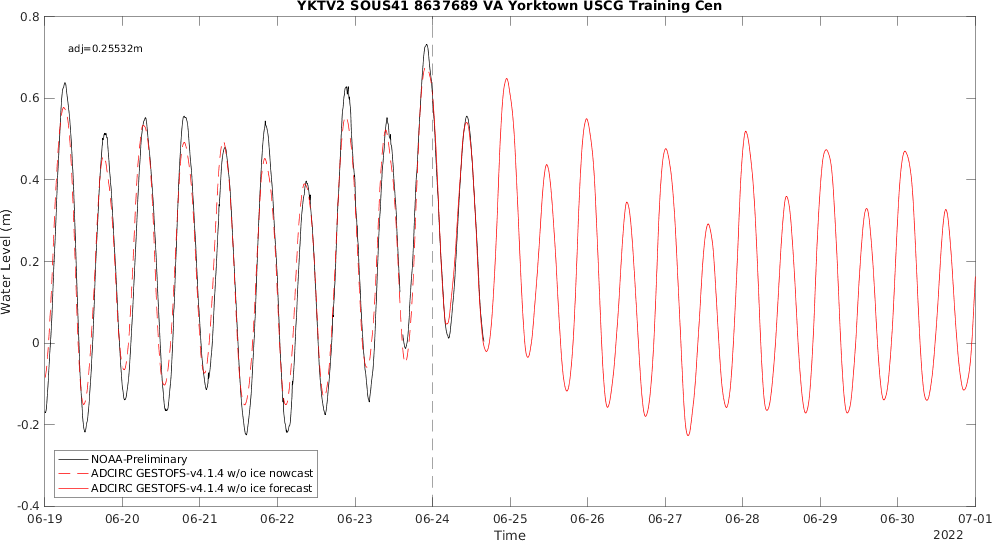 YKTV2 SOUS41 8637689 VA Yorktown USCG Training Cen
0.8
adj=0.25532m
0.6
0.4
0.2
0
-0.2
-0.4
Water Level (m)
NOAA-Preliminary
ADCIRC GESTOFS-v4.1.4 w/o ice nowcast
ADCIRC GESTOFS-v4.1.4 w/o ice forecast
06-19 06-20 06-21 06-22 06-23 06-24 06-25 06-26 06-27 06-28 06-29 06-30 07-01
Time
2022